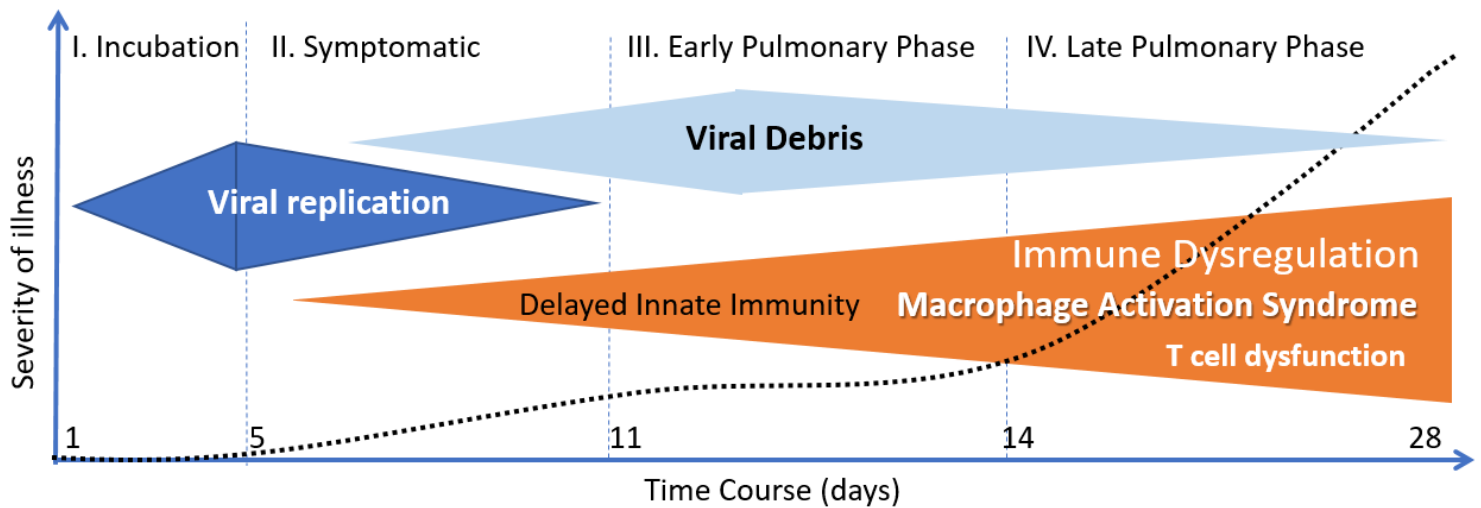 I. Incubation
II. Symptomatic
III. Early Pulmonary Phase
IV. Late Pulmonary Phase
Viral Debris
Viral replication
Immune Dysregulation
Delayed Innate Immunity
Macrophage Activation Syndrome
T cell dysfunction
Severity of illness
1
5
11
14
28
Time Course (days)